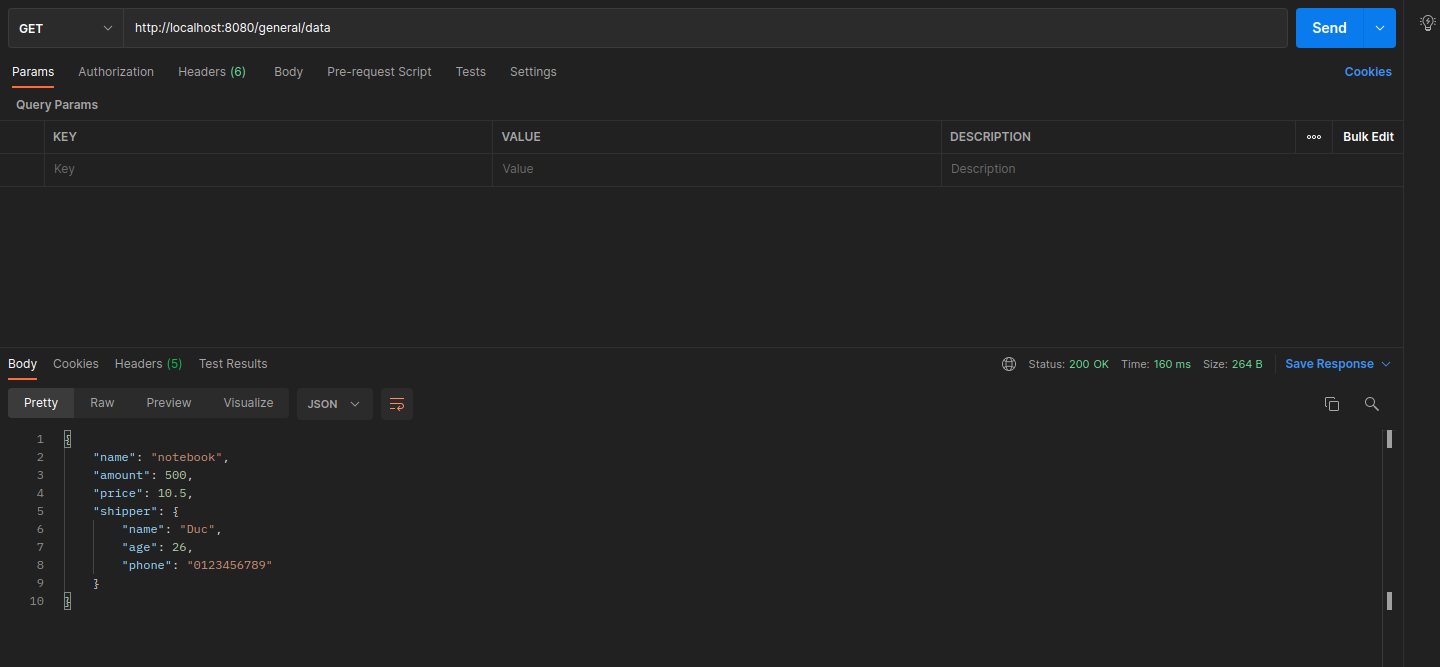 GET http://localhost:8080/general/data Send
Params Authorization Headers (6) Body Pre-request Script Tests Settings Cookies
Query Params
KEY VALUE DESCRIPTION ooo Bulk Edit
Key Value Description
Body Cookies Headers (5) Test Results Status: 200 OK Time: 160 ms Size: 264 B Save Response
Pretty Raw Preview Visualize JSON
1 {
2 "name": "notebook",
3 "amount": 500,
4 "price": 10.5,
5 "shipper": {
6 "name": "Duc",
7 "age": 26,
8 "phone": "0123456789"
9 }
10 }